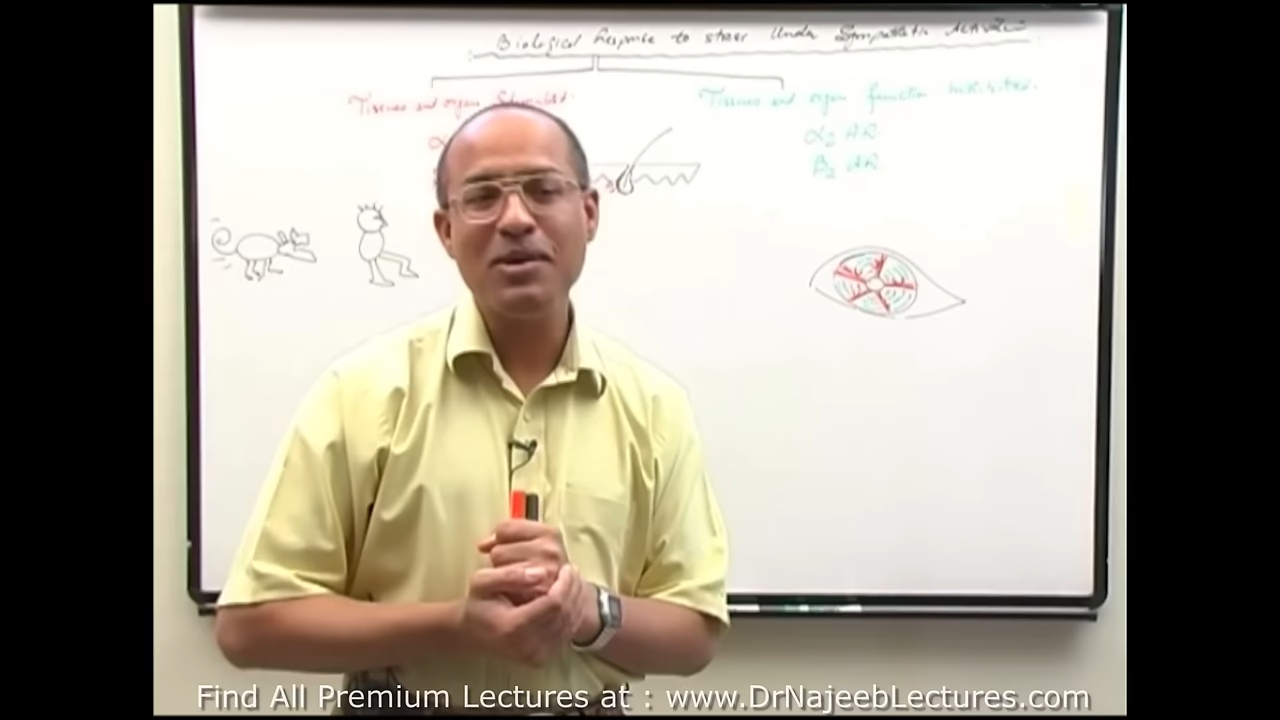 Biological Response to stress Under Sympathetic Activation
Tissues and organ Stimulated.
Tissues and organ function inhibited.
α
α₂ AR
β₂ AR
Find All Premium Lectures at : www.DrNajeebLectures.com